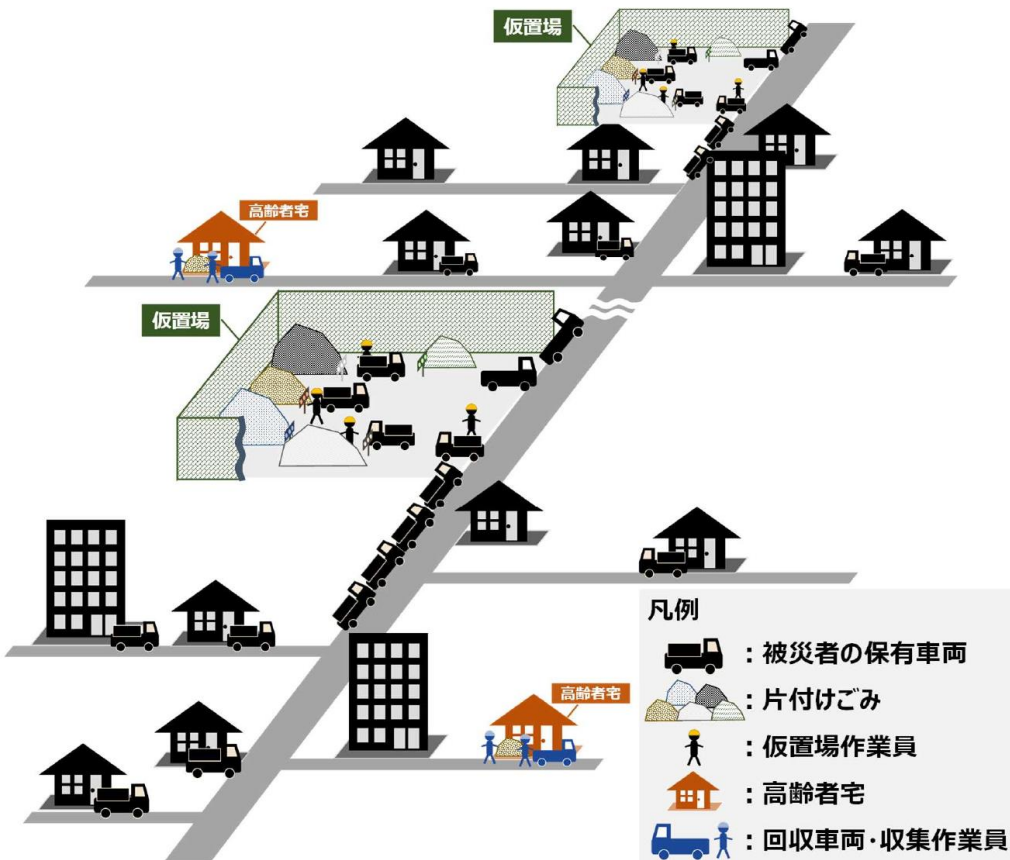 仮置場
高齢者宅
仮置場
高齢者宅
凡例
：被災者の保有車両
：片付けごみ
：仮置場作業員
：高齢者宅
：回収車両・収集作業員